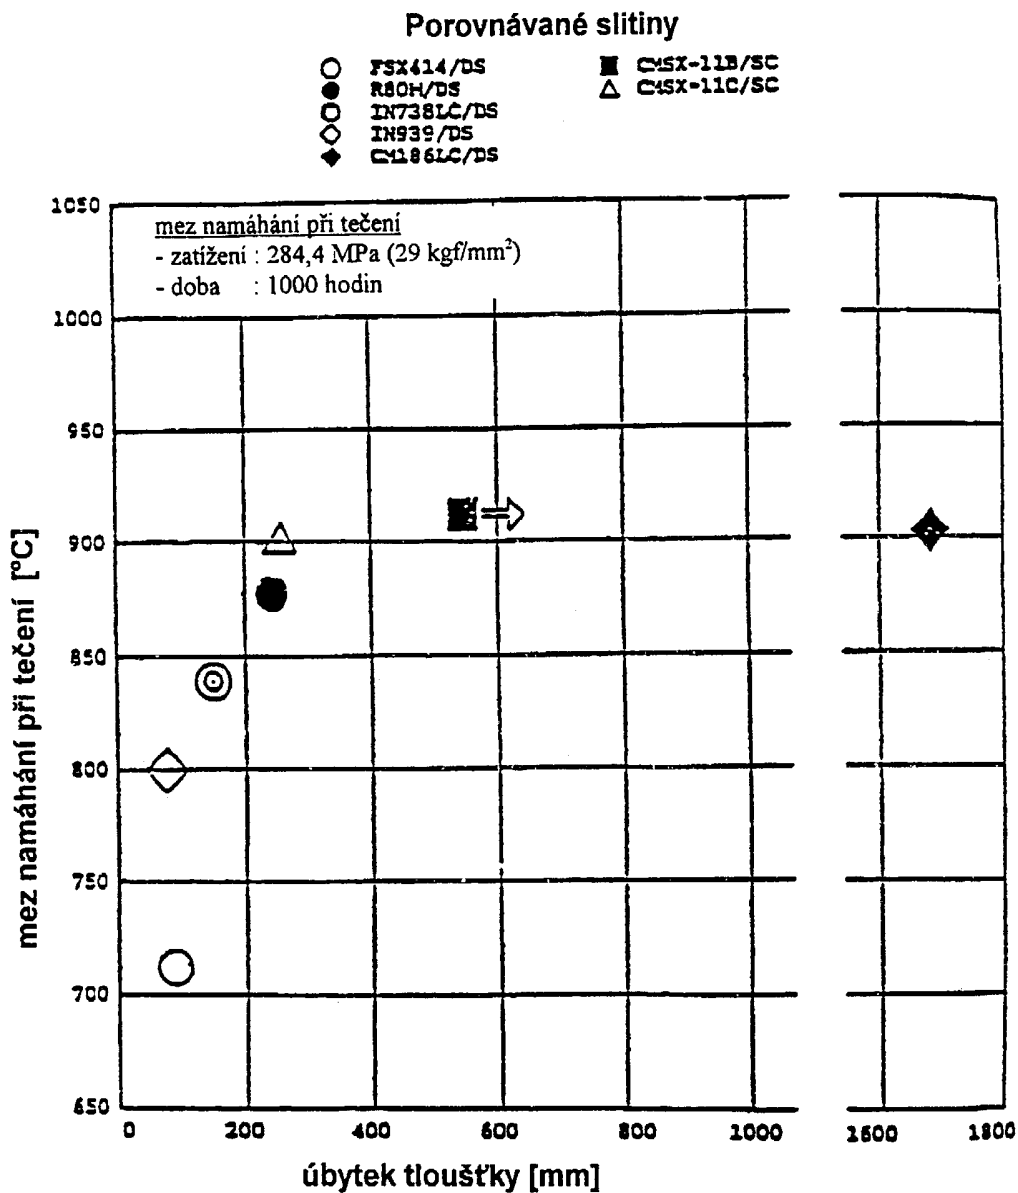 Porovnávané slitiny
FSX414/DS
R80H/DS
IN738LC/DS
IN939/DS
CM186LC/DS
CMSX-11B/SC
CMSX-11C/SC
mez namáhání při tečení
- zatížení : 284,4 MPa (29 kgf/mm²)
- doba : 1000 hodin
1050
1000
950
900
850
800
750
700
650
mez namáhání při tečení [ºC]
0 200 400 600 800 1000 1600 1800
úbytek tloušťky [mm]